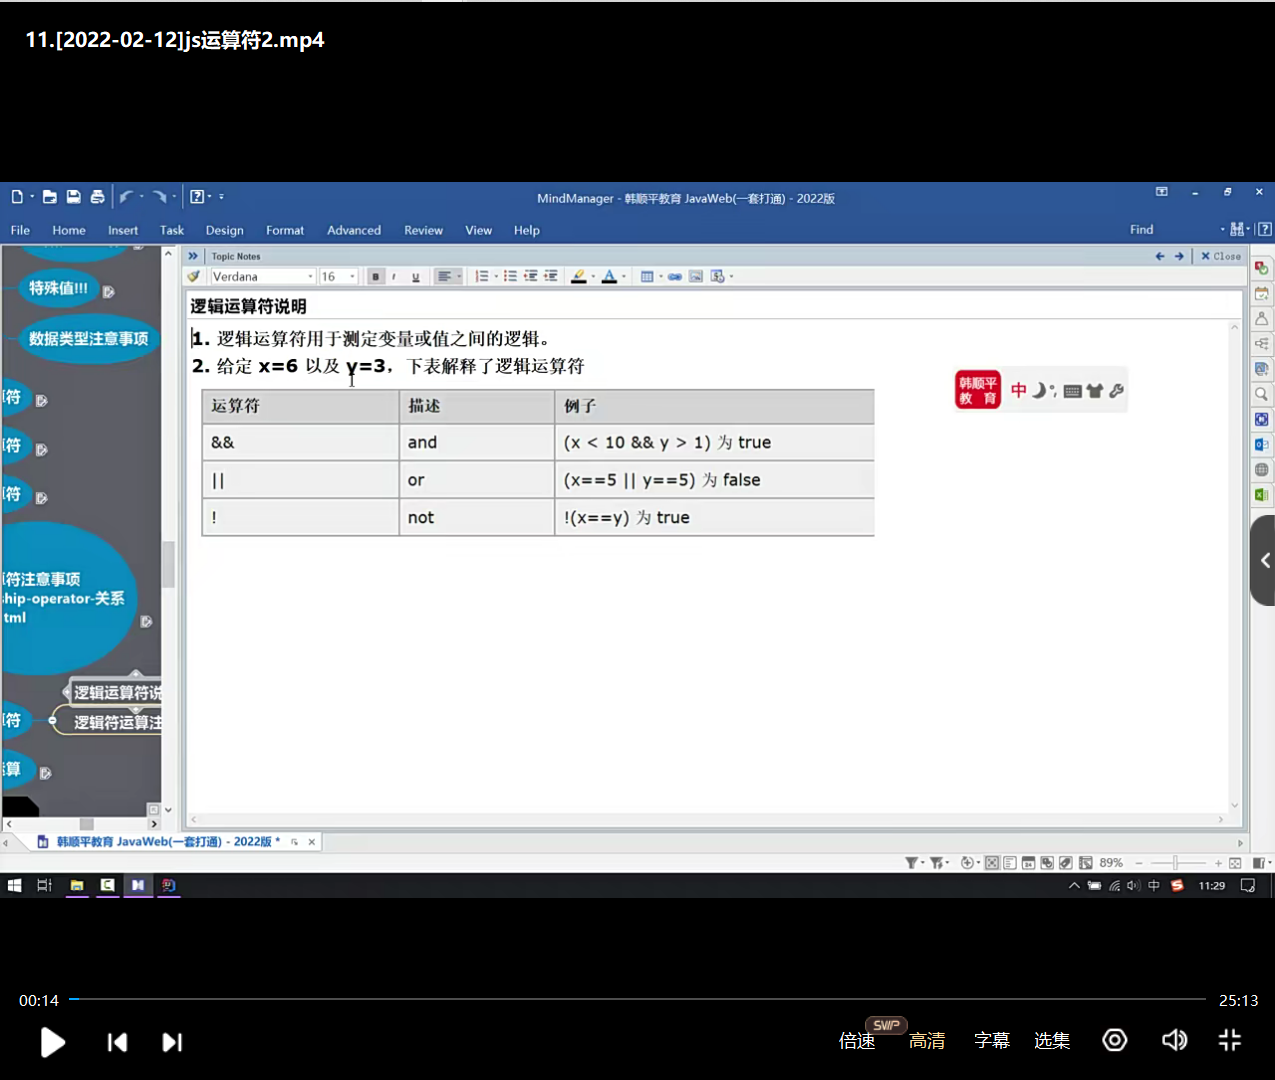 11.[2022-02-12]js运算符2.mp4
MindManager - 韩顺平教育 JavaWeb(一套打通) - 2022版
File Home Insert Task Design Format Advanced Review View Help Find
Topic Notes Close
Verdana 16 B I U
特殊值!!!
数据类型注意事项
符
符
符
符注意事项
ship-operator-关系
tml
逻辑运算符说
符 逻辑符运算注
运算
逻辑运算符说明
1. 逻辑运算符用于测定变量或值之间的逻辑。
2. 给定 x=6 以及 y=3，下表解释了逻辑运算符
运算符 描述 例子
&& and (x < 10 && y > 1) 为 true
|| or (x==5 || y==5) 为 false
! not !(x==y) 为 true
韩顺平
教 育
中
韩顺平教育 JavaWeb(一套打通) - 2022版 *
89%
中 11:29
00:14 25:13
SVIP
倍速 高清 字幕 选集